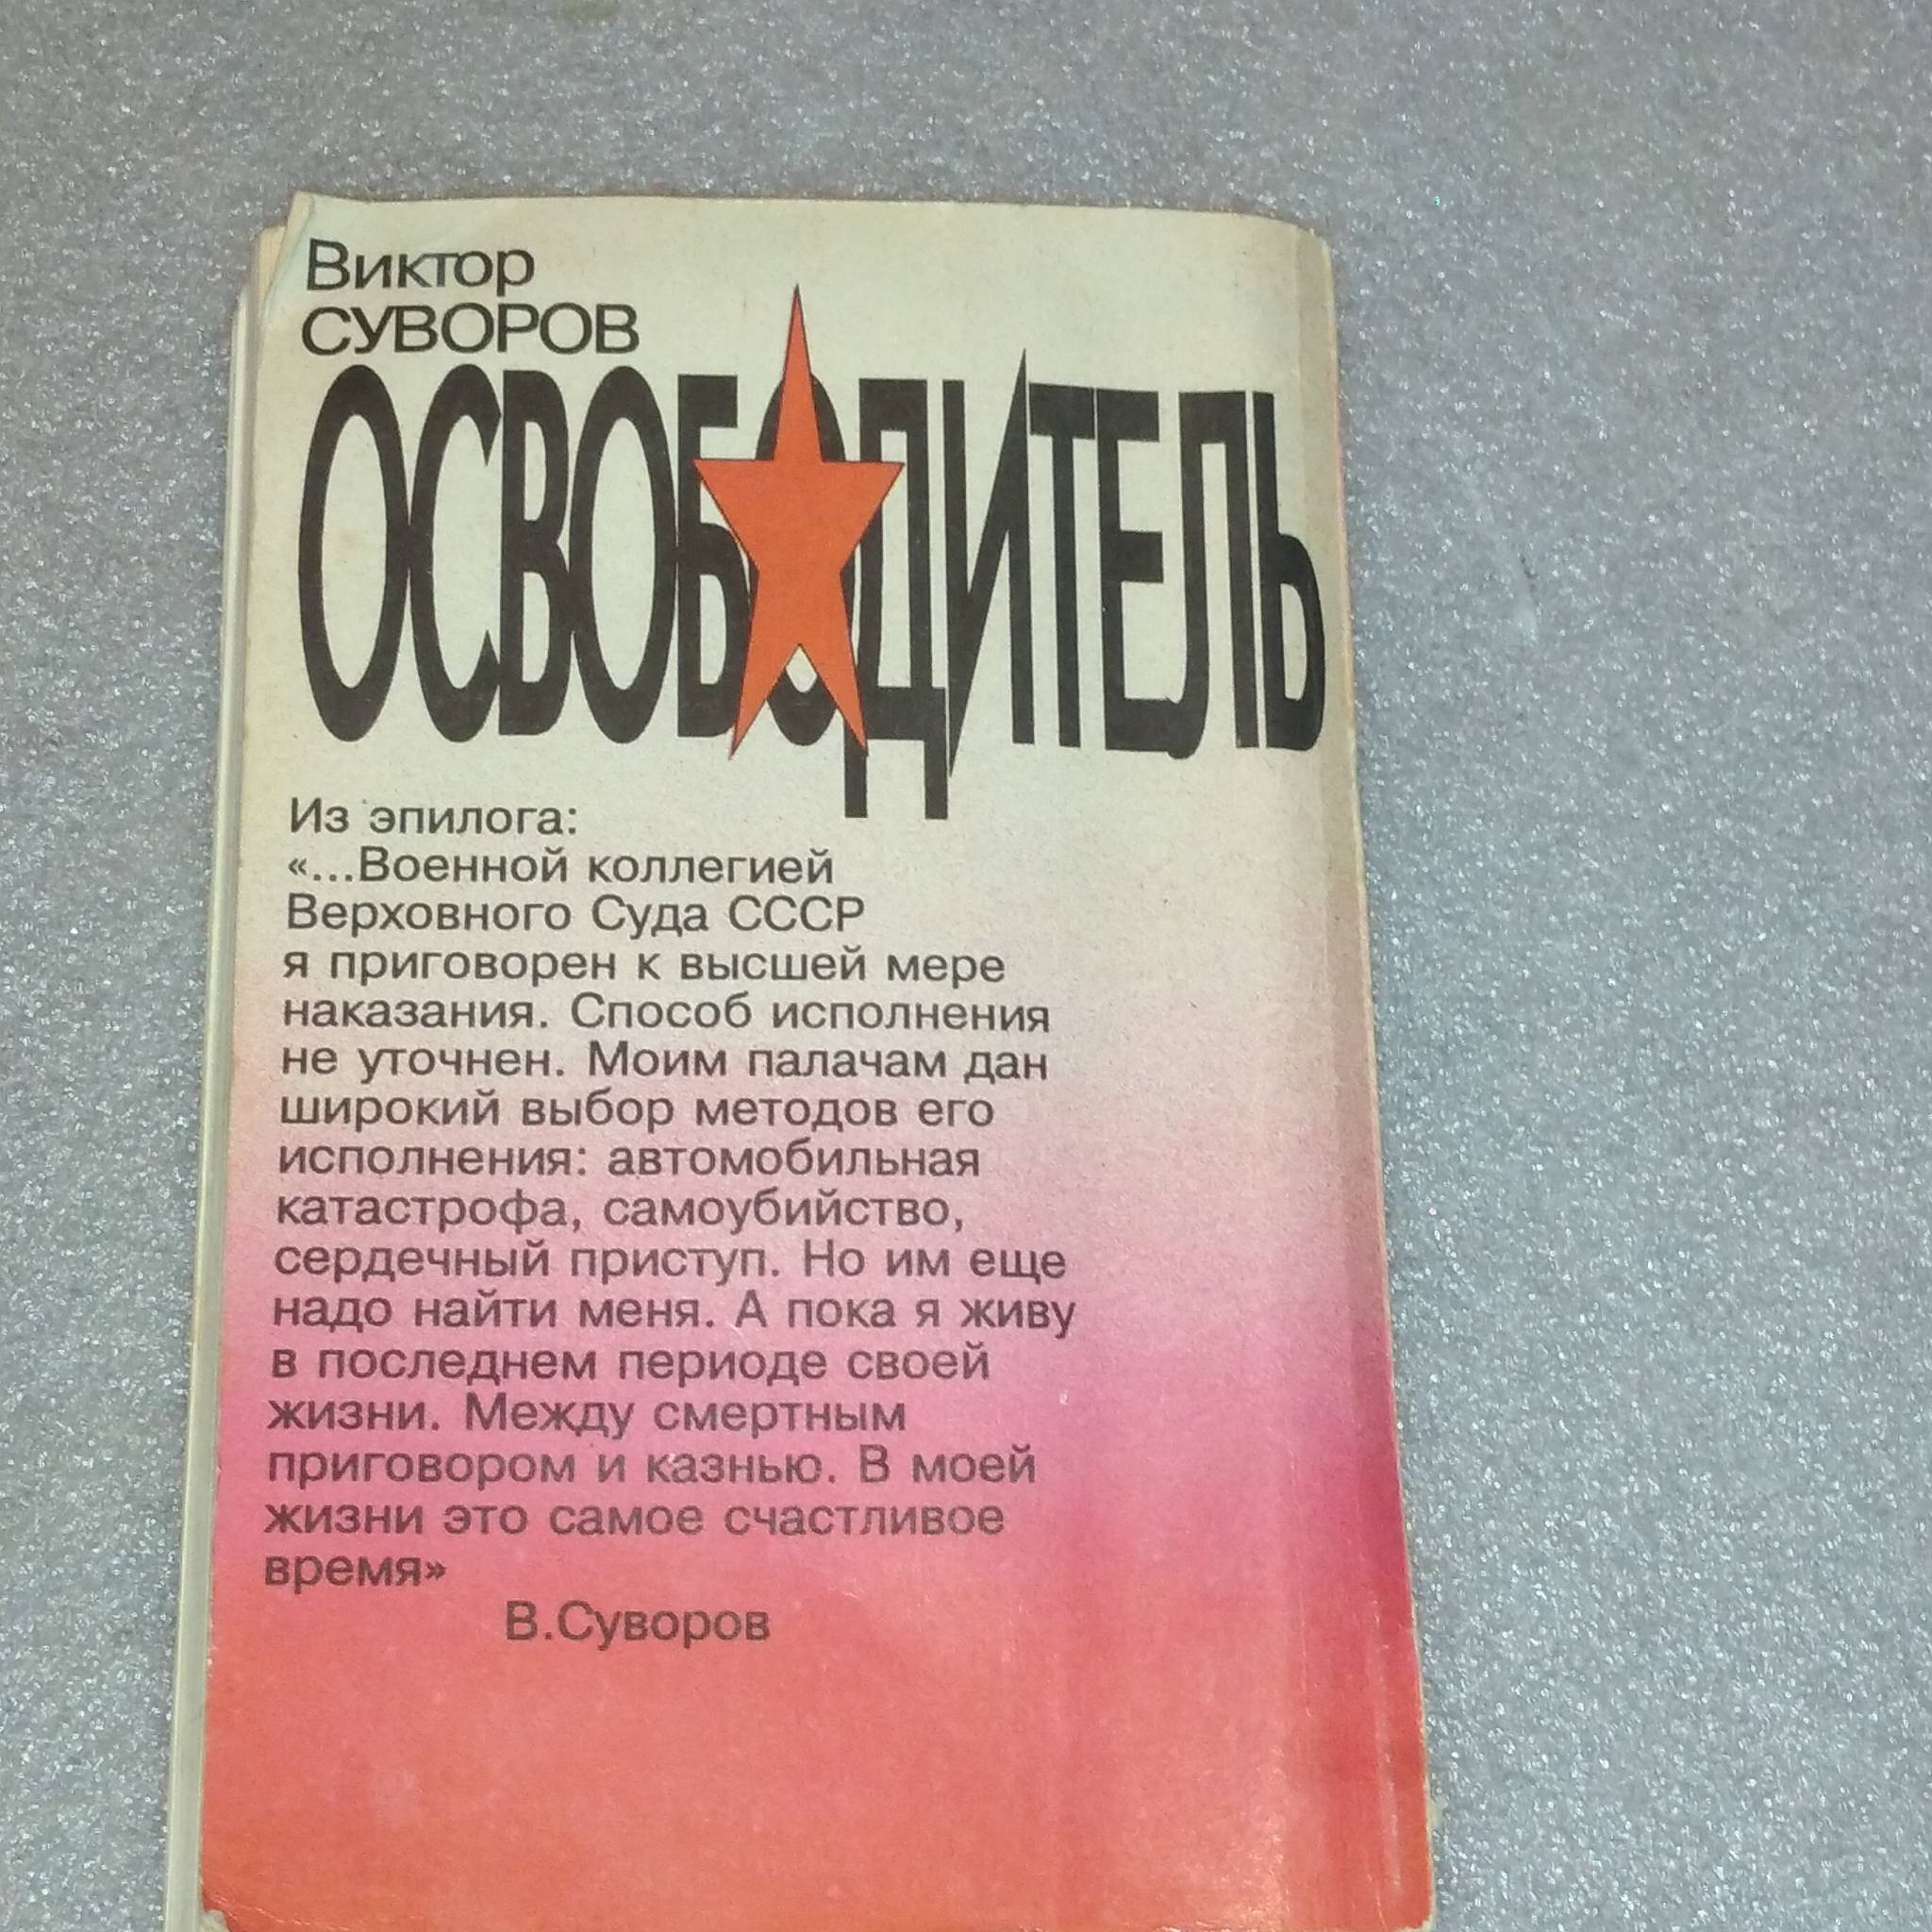 Виктор
СУВОРОВ
ОСВОБОДИТЕЛЬ
Из эпилога:
«...Военной коллегией
Верховного Суда СССР
я приговорен к высшей мере
наказания. Способ исполнения
не уточнен. Моим палачам дан
широкий выбор методов его
исполнения: автомобильная
катастрофа, самоубийство,
сердечный приступ. Но им еще
надо найти меня. А пока я живу
в последнем периоде своей
жизни. Между смертным
приговором и казнью. В моей
жизни это самое счастливое
время»
В.Суворов